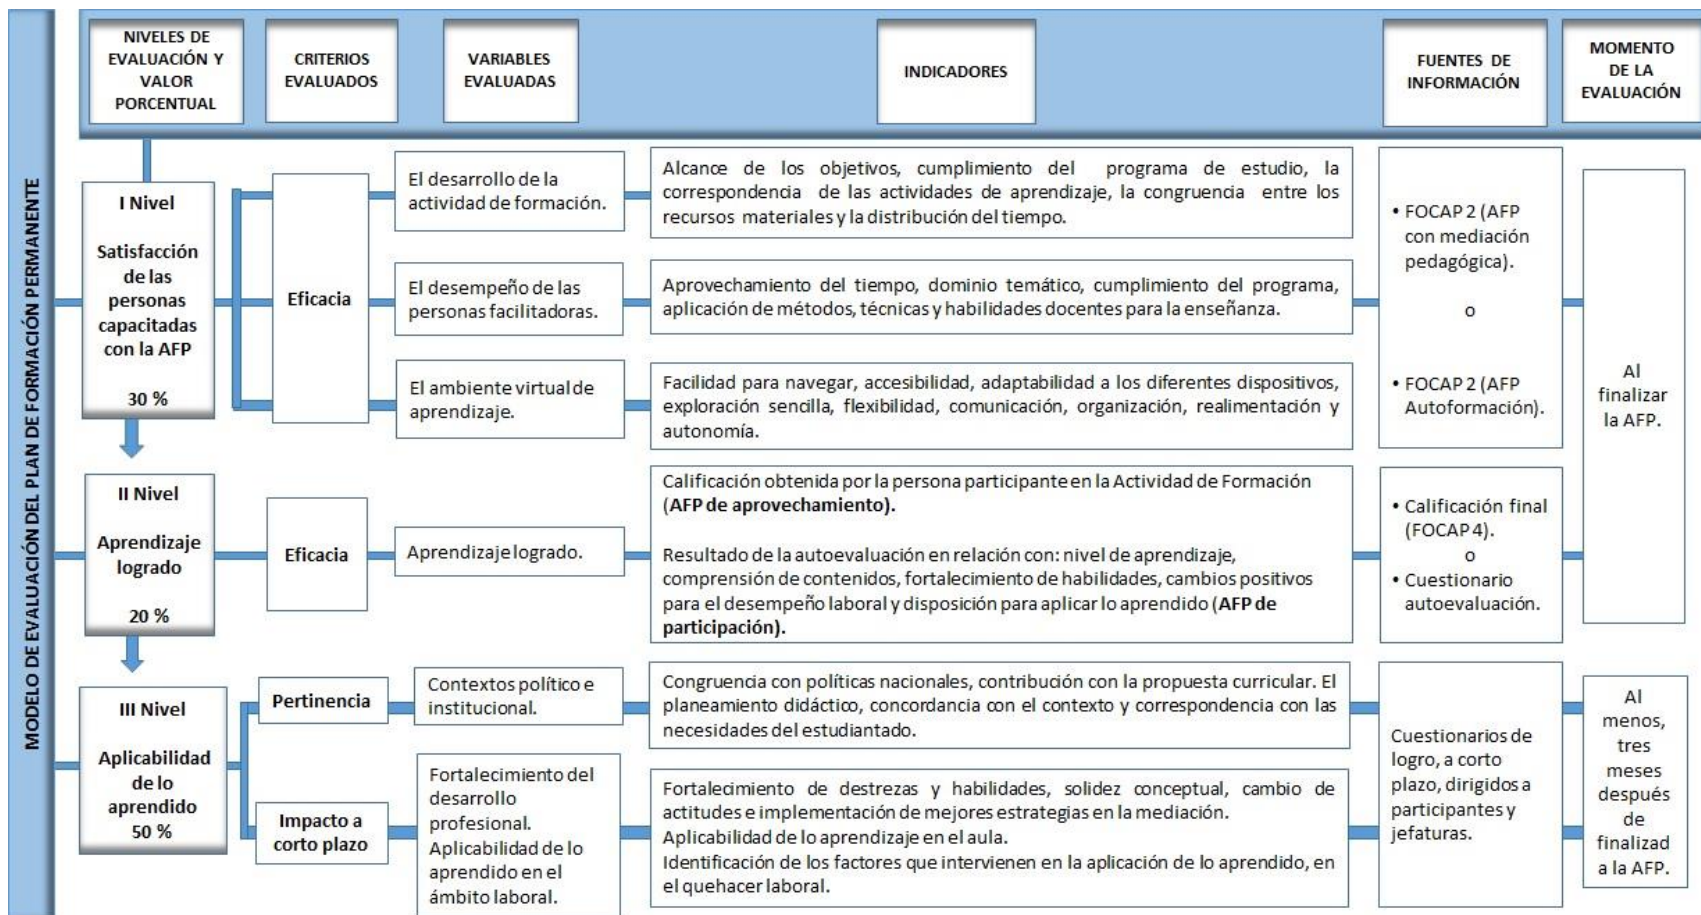 NIVELES DE
EVALUACIÓN Y
VALOR
PORCENTUAL
CRITERIOS
EVALUADOS
VARIABLES
EVALUADAS
INDICADORES
FUENTES DE
INFORMACIÓN
MOMENTO
DE LA
EVALUACIÓN
MODELO DE EVALUACIÓN DEL PLAN DE FORMACIÓN PERMANENTE
I Nivel
Satisfacción
de las
personas
capacitadas
con la AFP
30 %
Eficacia
El desarrollo de la
actividad de formación.
Alcance de los objetivos, cumplimiento del programa de estudio, la
correspondencia de las actividades de aprendizaje, la congruencia entre los
recursos materiales y la distribución del tiempo.
El desempeño de las
personas facilitadoras.
Aprovechamiento del tiempo, dominio temático, cumplimiento del programa,
aplicación de métodos, técnicas y habilidades docentes para la enseñanza.
El ambiente virtual de
aprendizaje.
Facilidad para navegar, accesibilidad, adaptabilidad a los diferentes dispositivos,
exploración sencilla, flexibilidad, comunicación, organización, realimentación y
autonomía.
• FOCAP 2 (AFP
con mediación
pedagógica).
o
• FOCAP 2 (AFP
Autoformación).
Al
finalizar
la AFP.
II Nivel
Aprendizaje
logrado
20 %
Eficacia
Aprendizaje logrado.
Calificación obtenida por la persona participante en la Actividad de Formación
(AFP de aprovechamiento).
Resultado de la autoevaluación en relación con: nivel de aprendizaje,
comprensión de contenidos, fortalecimiento de habilidades, cambios positivos
para el desempeño laboral y disposición para aplicar lo aprendido (AFP de
participación).
• Calificación final
(FOCAP 4).
o
• Cuestionario
autoevaluación.
III Nivel
Aplicabilidad
de lo
aprendido
50 %
Pertinencia
Contextos político e
institucional.
Congruencia con políticas nacionales, contribución con la propuesta curricular. El
planeamiento didáctico, concordancia con el contexto y correspondencia con las
necesidades del estudiantado.
Impacto a
corto plazo
Fortalecimiento del
desarrollo
profesional.
Aplicabilidad de lo
aprendido en el
ámbito laboral.
Fortalecimiento de destrezas y habilidades, solidez conceptual, cambio de
actitudes e implementación de mejores estrategias en la mediación.
Aplicabilidad de lo aprendizaje en el aula.
Identificación de los factores que intervienen en la aplicación de lo aprendido, en
el quehacer laboral.
Cuestionarios de
logro, a corto
plazo, dirigidos a
participantes y
jefaturas.
Al
menos,
tres
meses
después
de
finalizad
a la AFP.